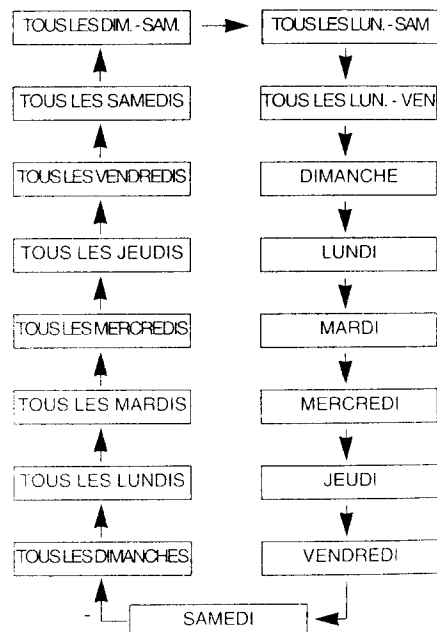 TOUS LES DIM. - SAM.
TOUS LES LUN. - SAM
TOUS LES SAMEDIS
TOUS LES LUN. - VEN
TOUS LES VENDREDIS
DIMANCHE
TOUS LES JEUDIS
LUNDI
TOUS LES MERCREDIS
MARDI
TOUS LES MARDIS
MERCREDI
TOUS LES LUNDIS
JEUDI
TOUS LES DIMANCHES
VENDREDI
SAMEDI